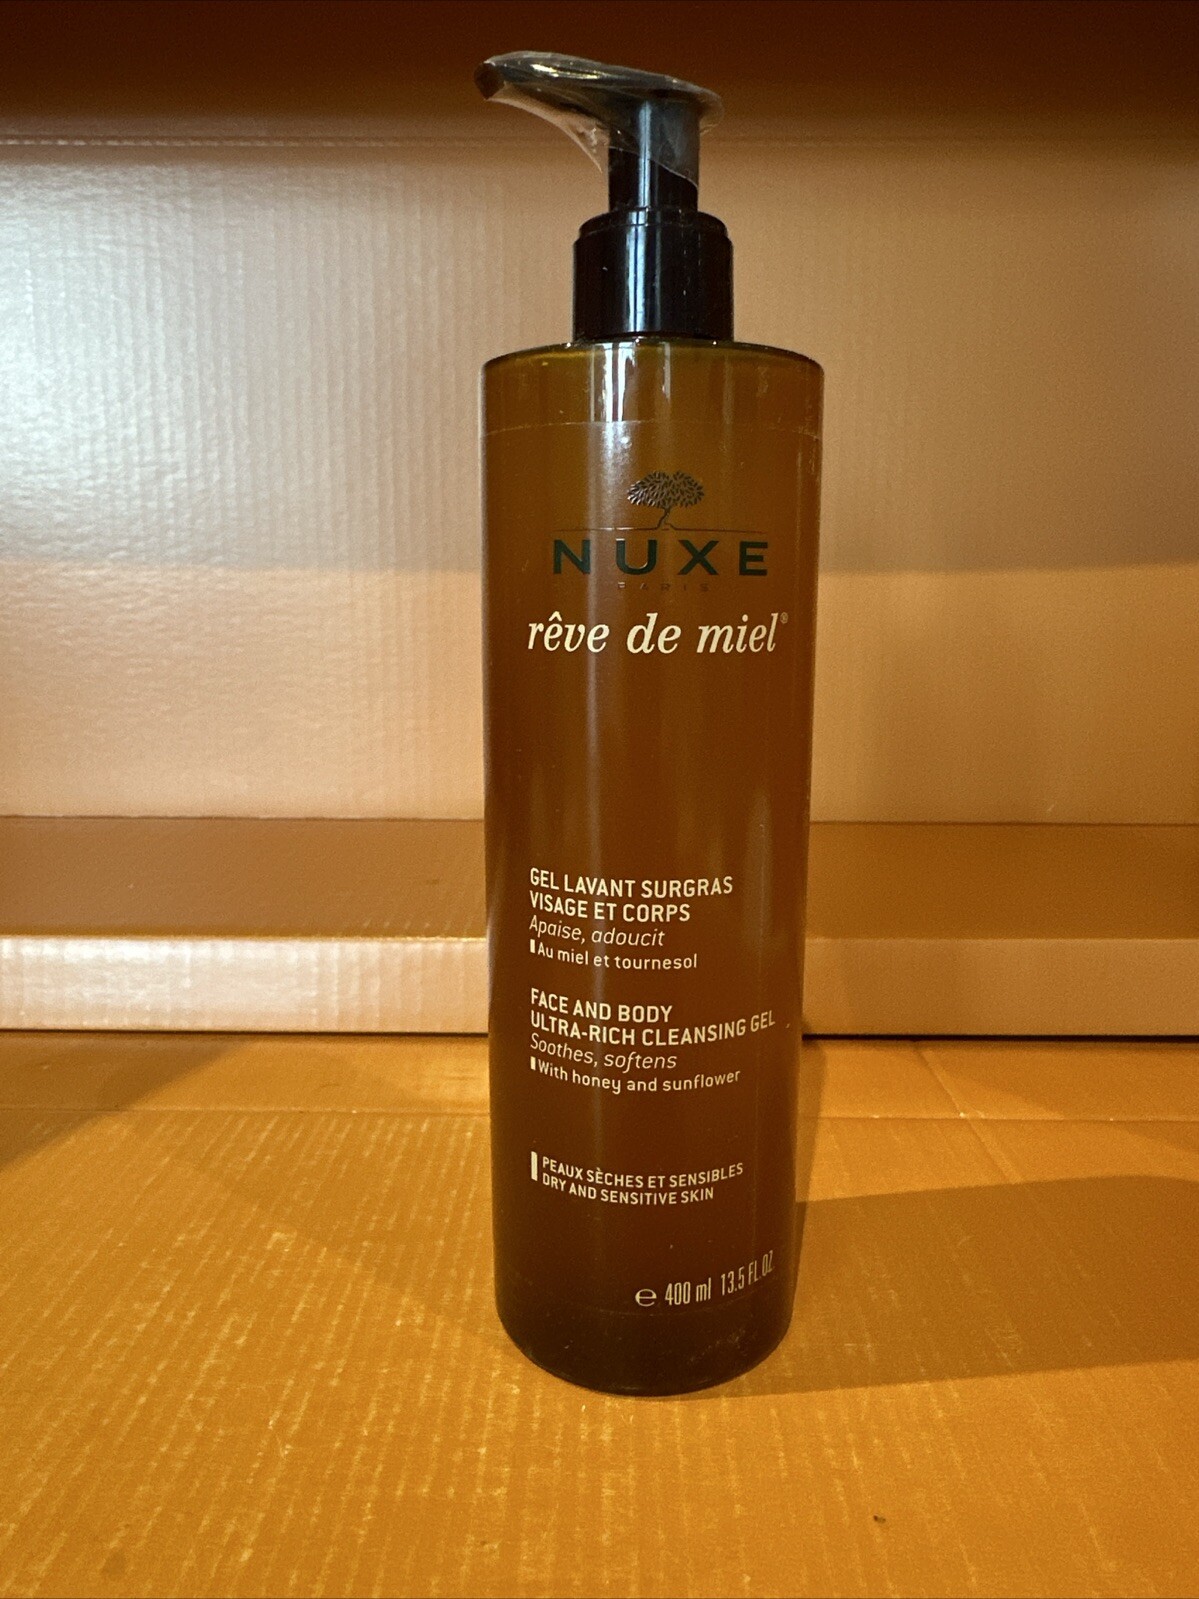 NUXE
PARIS
rêve de miel®
GEL LAVANT SURGRAS
VISAGE ET CORPS
Apaise, adoucit
Au miel et tournesol
FACE AND BODY
ULTRA-RICH CLEANSING GEL
Soothes, softens
With honey and sunflower
PEAUX SÈCHES ET SENSIBLES
DRY AND SENSITIVE SKIN
℮ 400 ml 13.5 FL.OZ